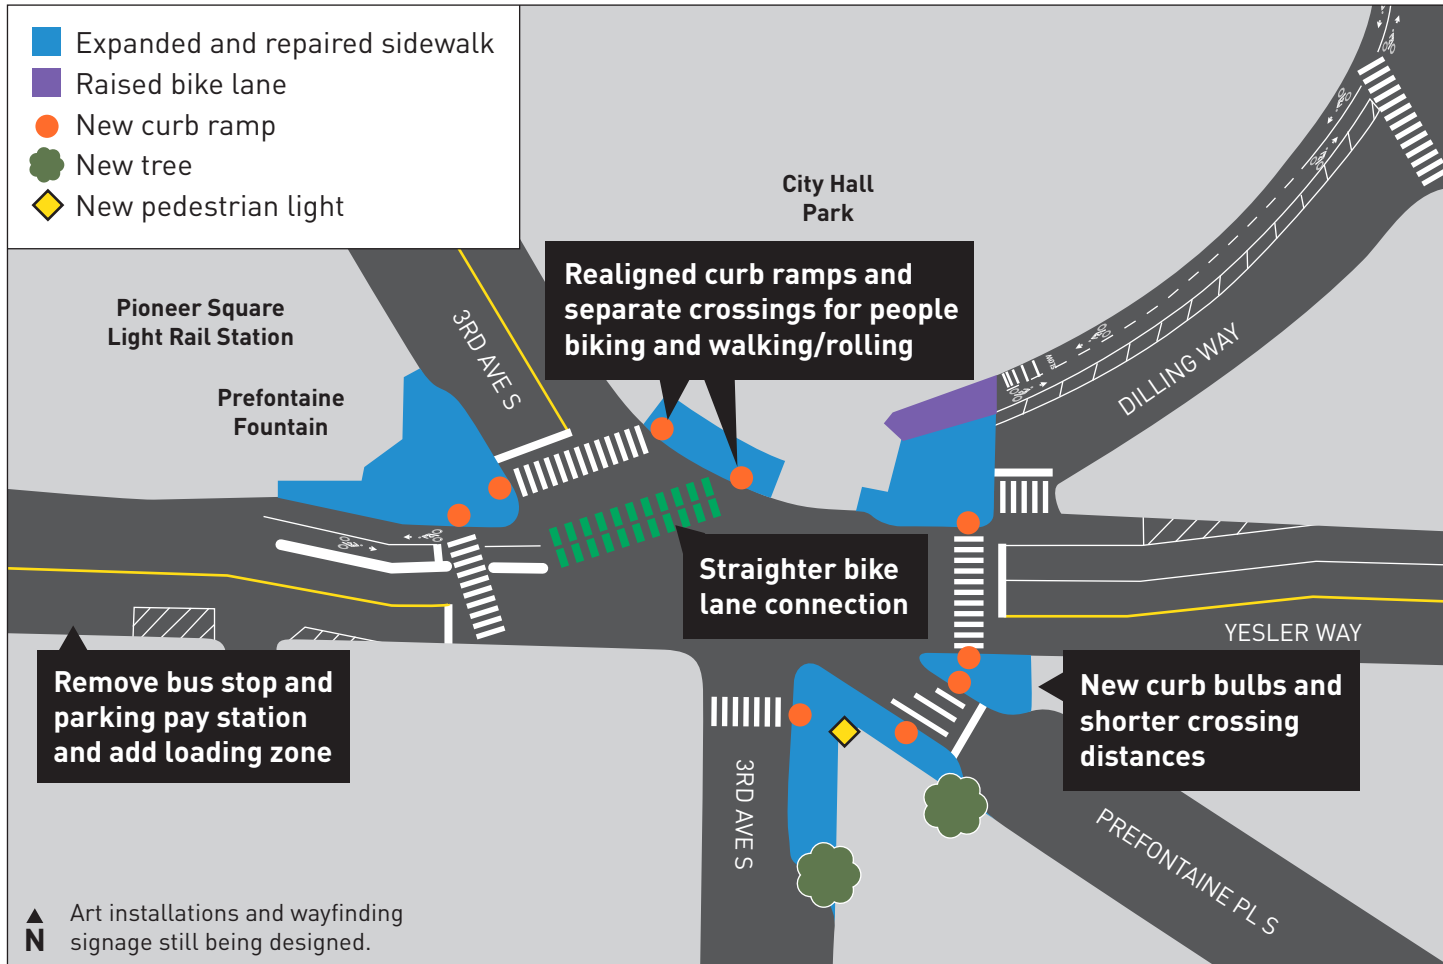 Expanded and repaired sidewalk
Raised bike lane
New curb ramp
New tree
New pedestrian light
City Hall
Park
Realigned curb ramps and
separate crossings for people
biking and walking/rolling
Pioneer Square
Light Rail Station
Prefontaine
Fountain
3RD AVE S
SLOW
DILLING WAY
Straighter bike
lane connection
YESLER WAY
Remove bus stop and
parking pay station
and add loading zone
New curb bulbs and
shorter crossing
distances
3RD AVE S
PREFONTAINE PL S
N
Art installations and wayfinding
signage still being designed.